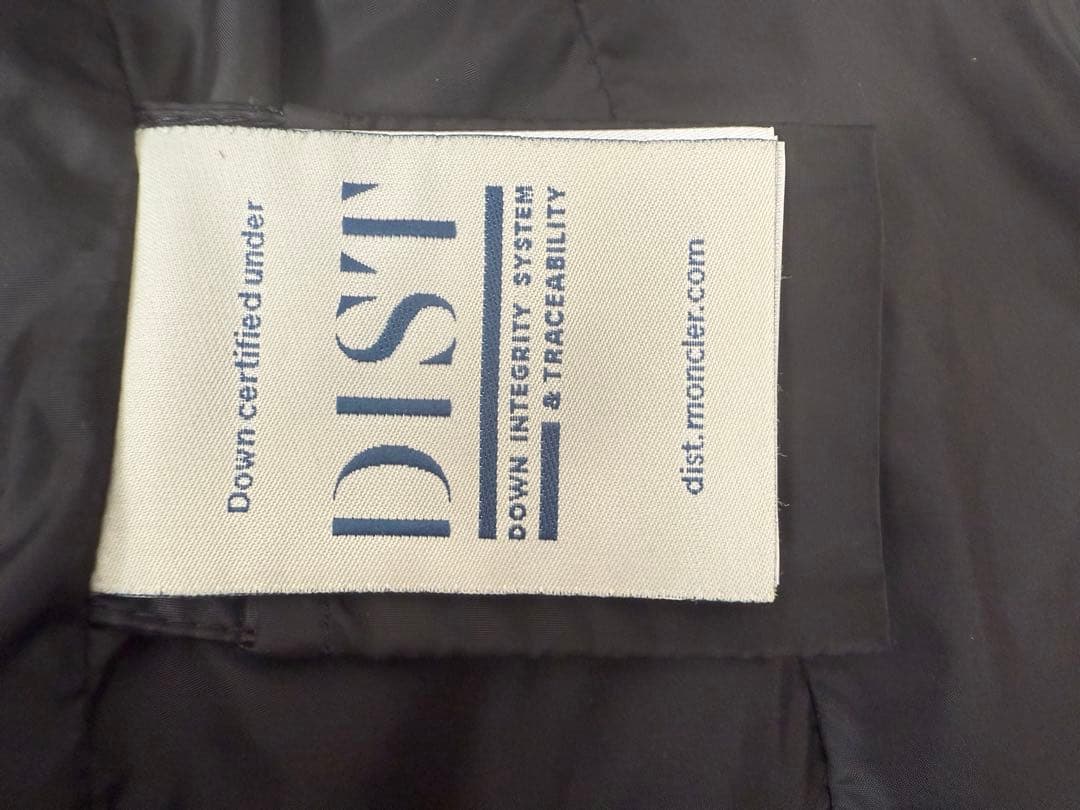 Down certified under
DIST
DOWN INTEGRITY SYSTEM
& TRACEABILITY
dist.moncler.com